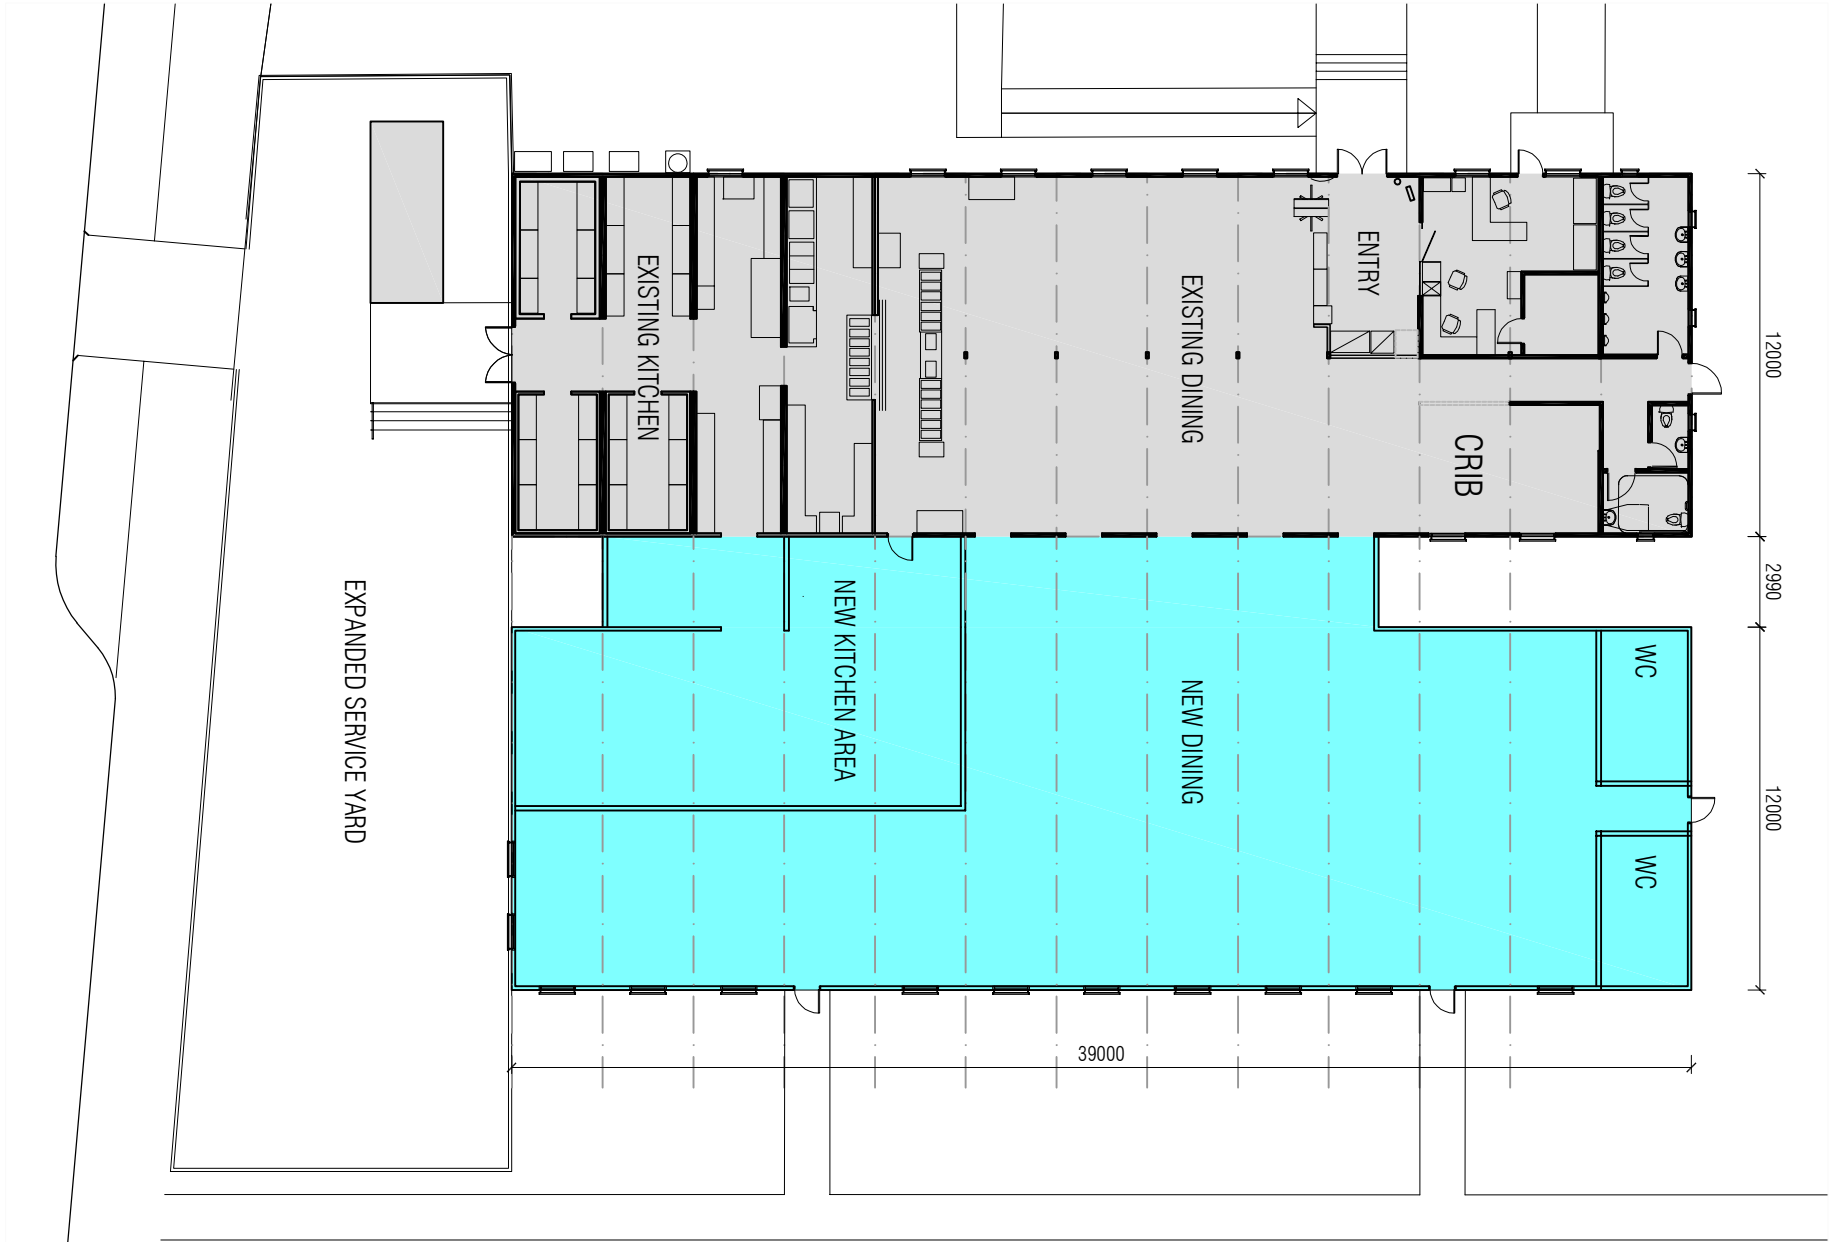 EXISTING KITCHEN
EXISTING DINING
ENTRY
CRIB
12000
2990
12000
EXPANDED SERVICE YARD
NEW KITCHEN AREA
NEW DINING
WC
WC
39000